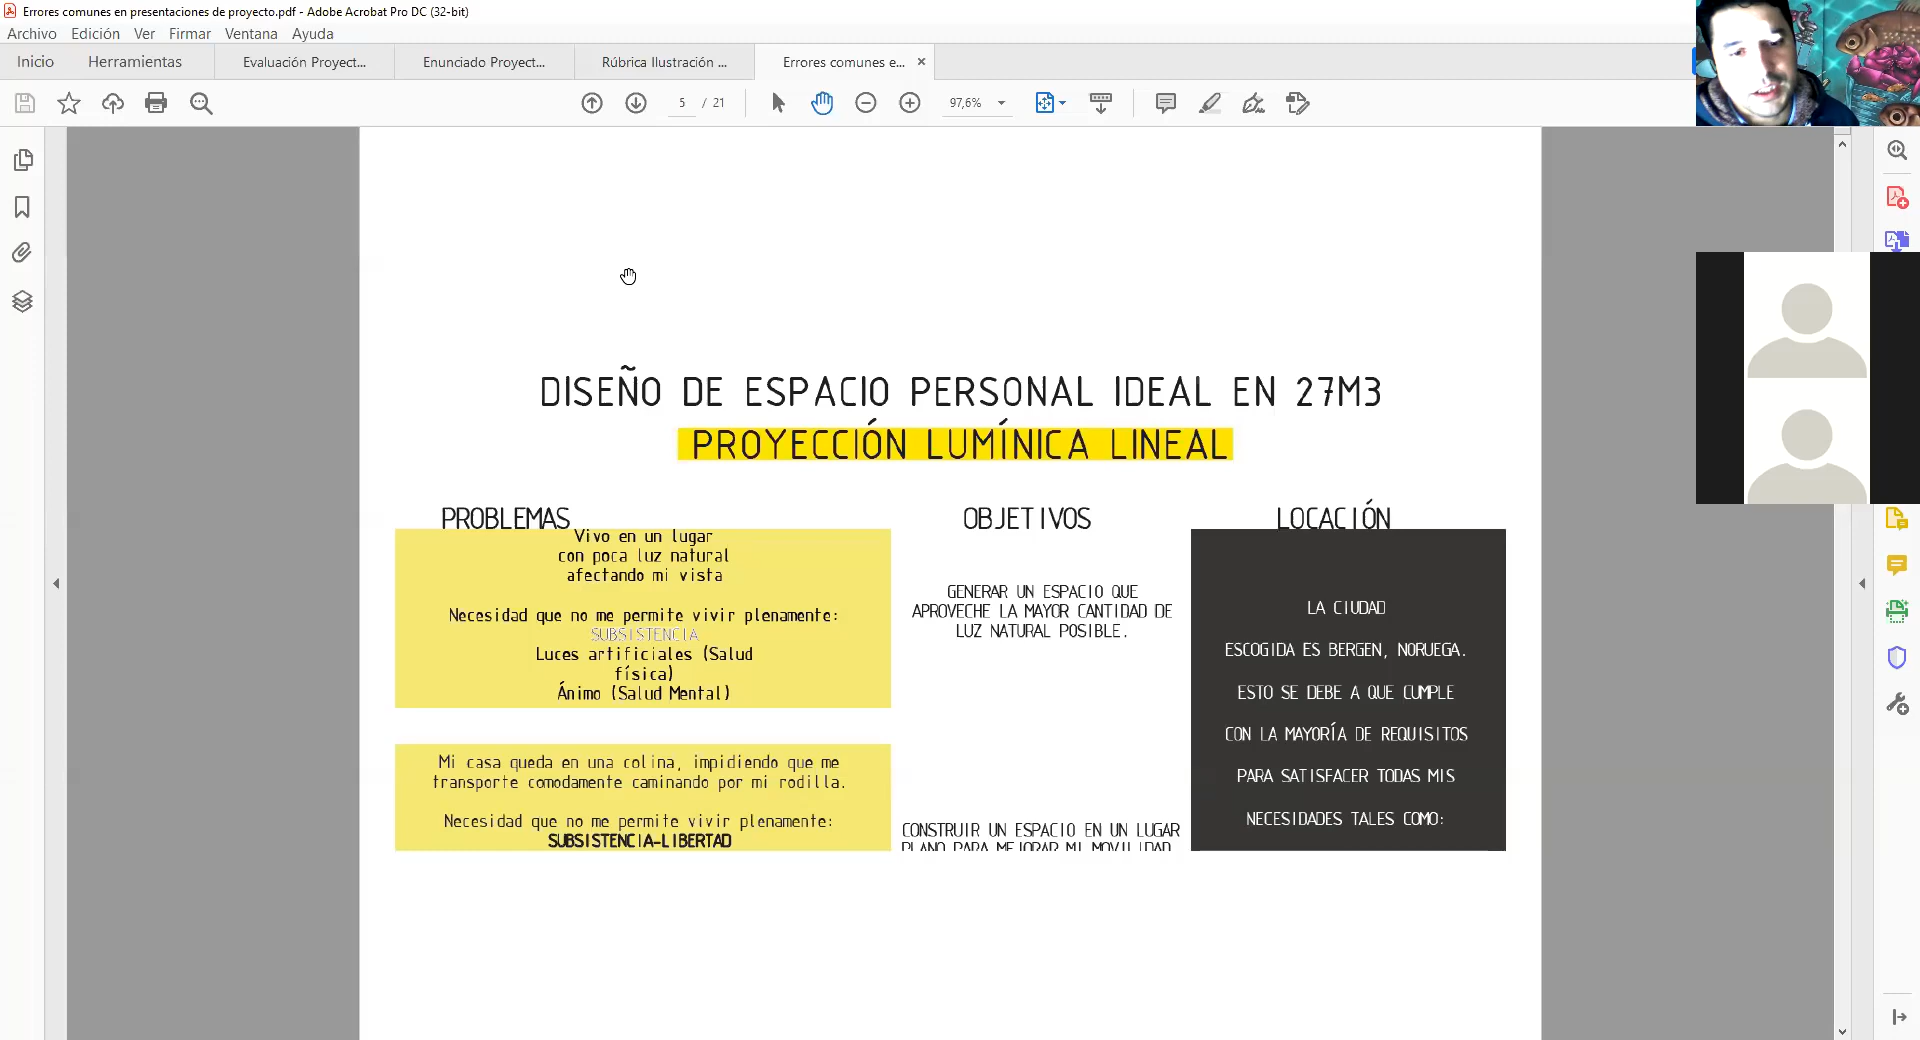 Errores comunes en presentaciones de proyecto.pdf - Adobe Acrobat Pro DC (32-bit)
Archivo Edición Ver Firmar Ventana Ayuda
Inicio Herramientas Evaluación Proyect... Enunciado Proyect... Rúbrica Ilustración ... Errores comunes e... ×
5 / 21 97,6%
DISEÑO DE ESPACIO PERSONAL IDEAL EN 27M3
PROYECCIÓN LUMÍNICA LINEAL
PROBLEMAS
Vivo en un lugar
con poca luz natural
afectando mi vista
Necesidad que no me permite vivir plenamente:
SUBSISTENCIA
Luces artificiales (Salud
física)
Ánimo (Salud Mental)
Mi casa queda en una colina, impidiendo que me
transporte comodamente caminando por mi rodilla.
Necesidad que no me permite vivir plenamente:
SUBSISTENCIA-LIBERTAD
OBJETIVOS
GENERAR UN ESPACIO QUE
APROVECHE LA MAYOR CANTIDAD DE
LUZ NATURAL POSIBLE.
CONSTRUIR UN ESPACIO EN UN LUGAR
PLANO PARA MEJORAR MI MOVILIDAD
LOCACIÓN
LA CIUDAD
ESCOGIDA ES BERGEN, NORUEGA.
ESTO SE DEBE A QUE CUMPLE
CON LA MAYORÍA DE REQUISITOS
PARA SATISFACER TODAS MIS
NECESIDADES TALES COMO: